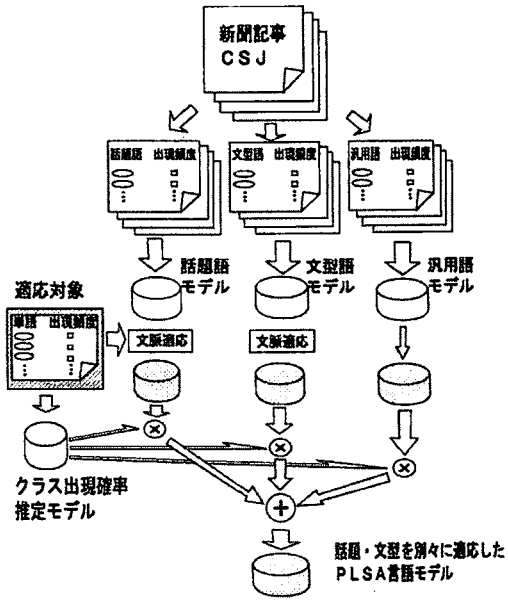 新聞記事
CSJ
話題語 出現頻度
文型語 出現頻度
汎用語 出現頻度
話題語
モデル
文型語
モデル
汎用語
モデル
適応対象
単語 出現頻度
文脈適応
文脈適応
クラス出現確率
推定モデル
話題・文型を別々に適応した
PLSA言語モデル